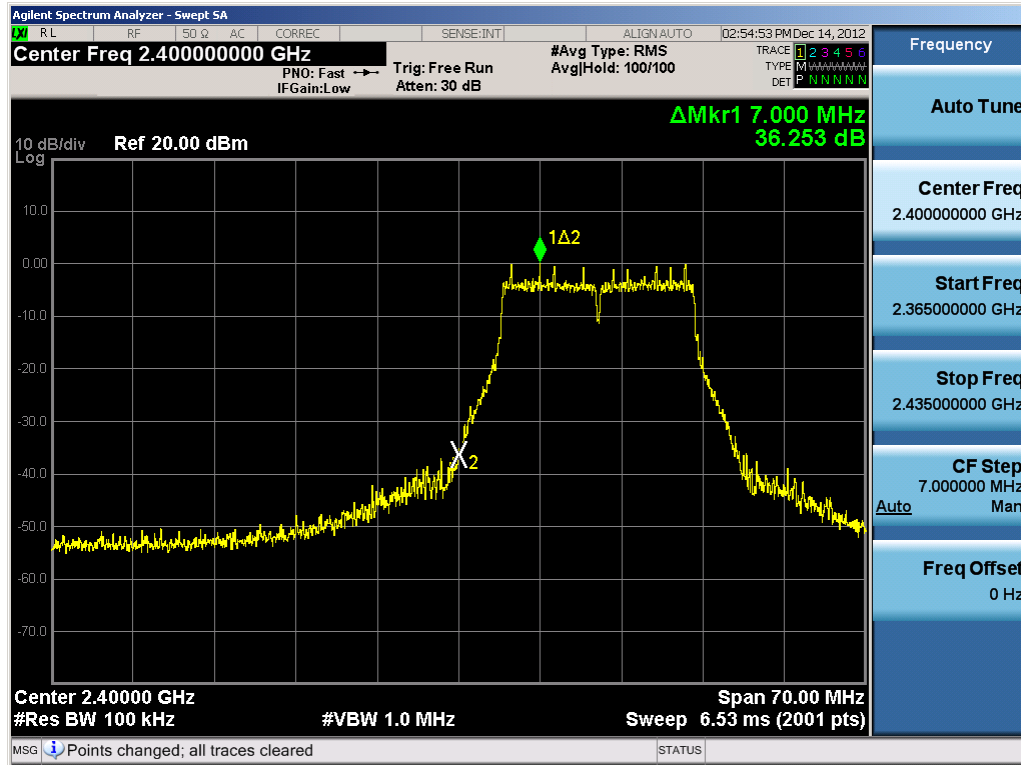 Agilent Spectrum Analyzer - Swept SA
LXI RL RF 50 Ω AC CORREC SENSE:INT ALIGN AUTO 02:54:53 PM Dec 14, 2012
Center Freq 2.400000000 GHz
PNO: Fast
IFGain:Low
Trig: Free Run
Atten: 30 dB
#Avg Type: RMS
Avg|Hold: 100/100
TRACE 1 2 3 4 5 6
TYPE M
DET P N N N N N
ΔMkr1 7.000 MHz
36.253 dB
10 dB/div Ref 20.00 dBm
Log
10.0
0.00
-10.0
-20.0
-30.0
-40.0
-50.0
-60.0
-70.0
1Δ2
X2
Center 2.40000 GHz Span 70.00 MHz
#Res BW 100 kHz #VBW 1.0 MHz Sweep 6.53 ms (2001 pts)
MSG Points changed; all traces cleared STATUS
Frequency
Auto Tune
Center Freq
2.400000000 GHz
Start Freq
2.365000000 GHz
Stop Freq
2.435000000 GHz
CF Step
7.000000 MHz
Auto Man
Freq Offset
0 Hz